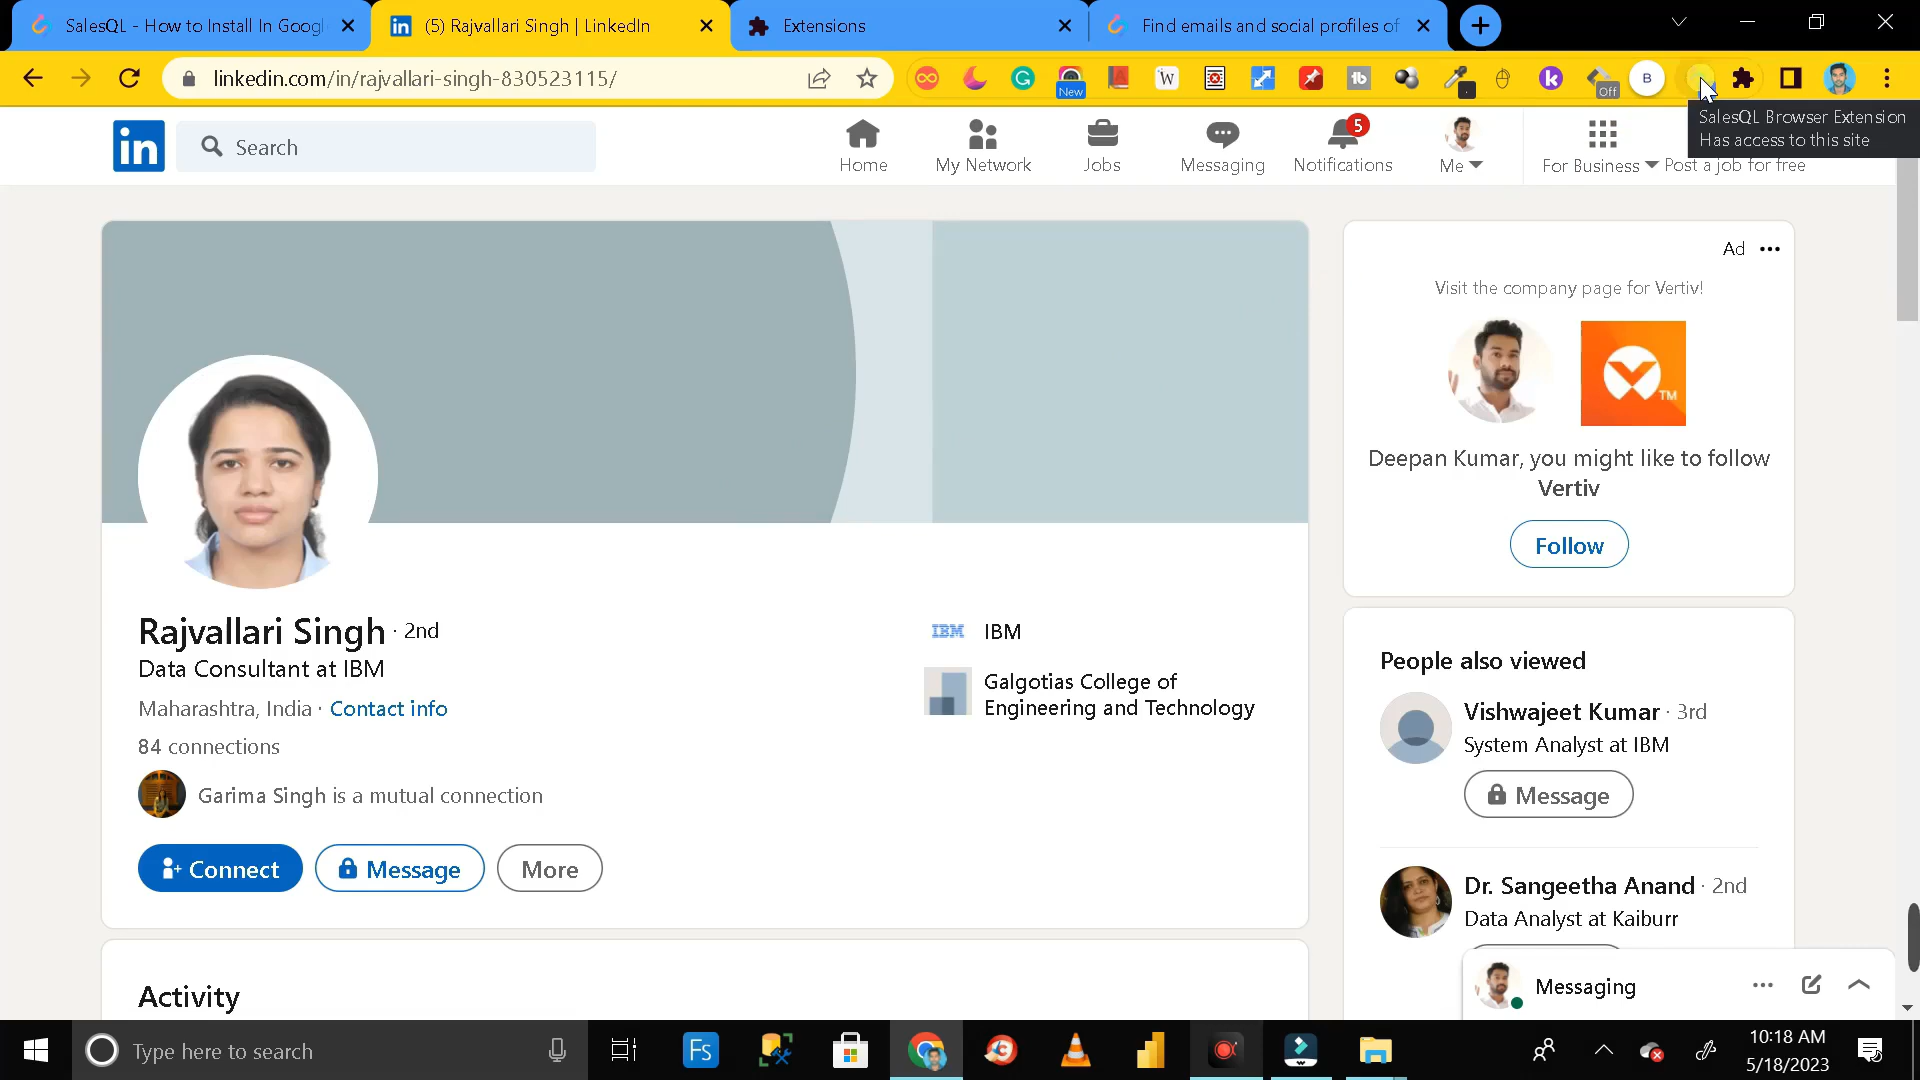 SalesQL - How to Install In Googl
(5) Rajvallari Singh | LinkedIn
Extensions
Find emails and social profiles of
linkedin.com/in/rajvallari-singh-830523115/
New
Off
B
SalesQL Browser Extension
Has access to this site
Search
Home
My Network
Jobs
Messaging
5
Notifications
Me
For Business
Post a job for free
Ad
Visit the company page for Vertiv!
Deepan Kumar, you might like to follow
Vertiv
Follow
Rajvallari Singh · 2nd
Data Consultant at IBM
Maharashtra, India · Contact info
84 connections
Garima Singh is a mutual connection
Connect
Message
More
IBM
Galgotias College of
Engineering and Technology
People also viewed
Vishwajeet Kumar · 3rd
System Analyst at IBM
Message
Dr. Sangeetha Anand · 2nd
Data Analyst at Kaiburr
Activity
Messaging
Type here to search
Fs
10:18 AM
5/18/2023